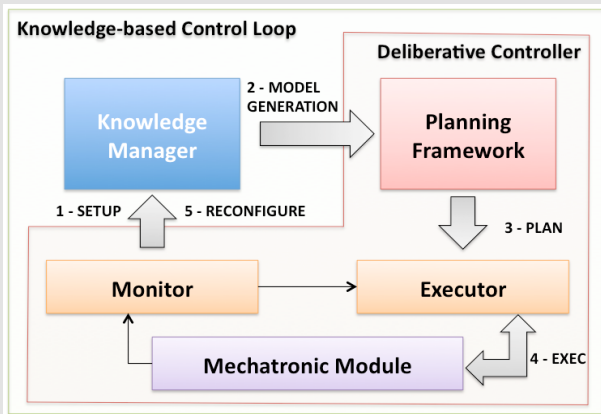 Knowledge-based Control Loop
Deliberative Controller
Knowledge
Manager
2 - MODEL
GENERATION
Planning
Framework
1 - SETUP
5 - RECONFIGURE
3 - PLAN
Monitor
Executor
Mechatronic Module
4 - EXEC